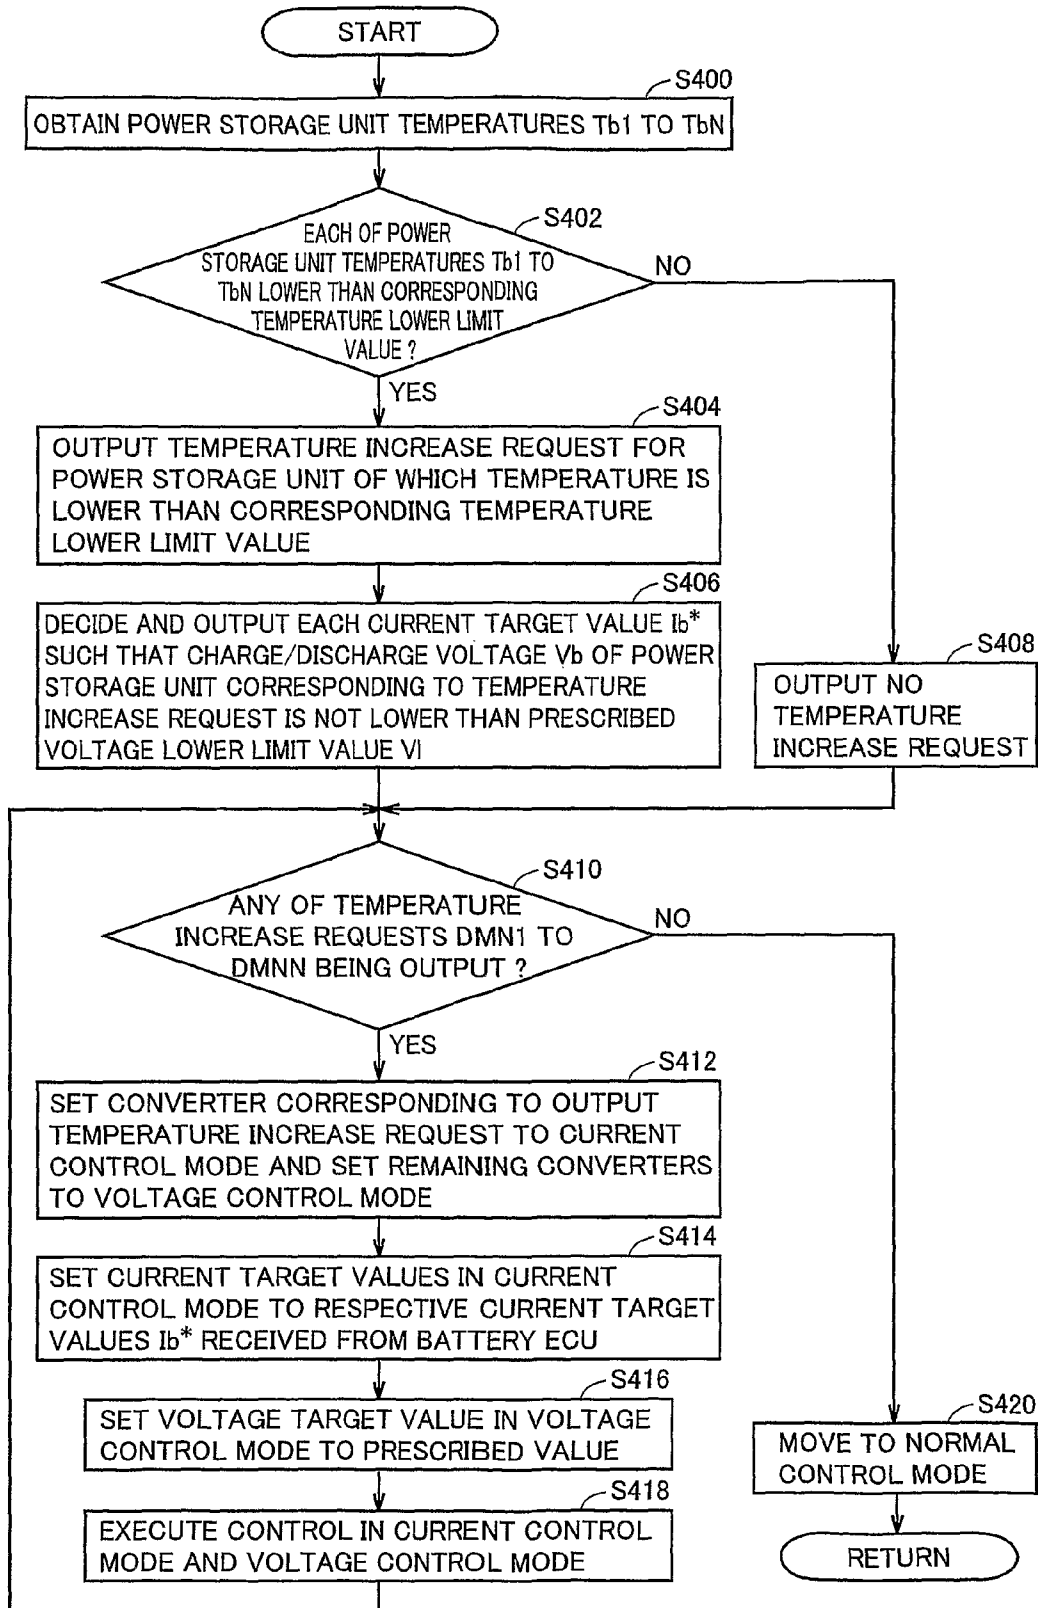 START
S400
OBTAIN POWER STORAGE UNIT TEMPERATURES Tb1 TO TbN
S402
EACH OF POWER
STORAGE UNIT TEMPERATURES Tb1 TO
TbN LOWER THAN CORRESPONDING
TEMPERATURE LOWER LIMIT
VALUE ?
NO
YES
S404
OUTPUT TEMPERATURE INCREASE REQUEST FOR
POWER STORAGE UNIT OF WHICH TEMPERATURE IS
LOWER THAN CORRESPONDING TEMPERATURE
LOWER LIMIT VALUE
S406
DECIDE AND OUTPUT EACH CURRENT TARGET VALUE Ib*
SUCH THAT CHARGE/DISCHARGE VOLTAGE Vb OF POWER
STORAGE UNIT CORRESPONDING TO TEMPERATURE
INCREASE REQUEST IS NOT LOWER THAN PRESCRIBED
VOLTAGE LOWER LIMIT VALUE Vl
S408
OUTPUT NO
TEMPERATURE
INCREASE REQUEST
S410
ANY OF TEMPERATURE
INCREASE REQUESTS DMN1 TO
DMNN BEING OUTPUT ?
NO
YES
S412
SET CONVERTER CORRESPONDING TO OUTPUT
TEMPERATURE INCREASE REQUEST TO CURRENT
CONTROL MODE AND SET REMAINING CONVERTERS
TO VOLTAGE CONTROL MODE
S414
SET CURRENT TARGET VALUES IN CURRENT
CONTROL MODE TO RESPECTIVE CURRENT TARGET
VALUES Ib* RECEIVED FROM BATTERY ECU
S416
SET VOLTAGE TARGET VALUE IN VOLTAGE
CONTROL MODE TO PRESCRIBED VALUE
S418
EXECUTE CONTROL IN CURRENT CONTROL
MODE AND VOLTAGE CONTROL MODE
S420
MOVE TO NORMAL
CONTROL MODE
RETURN